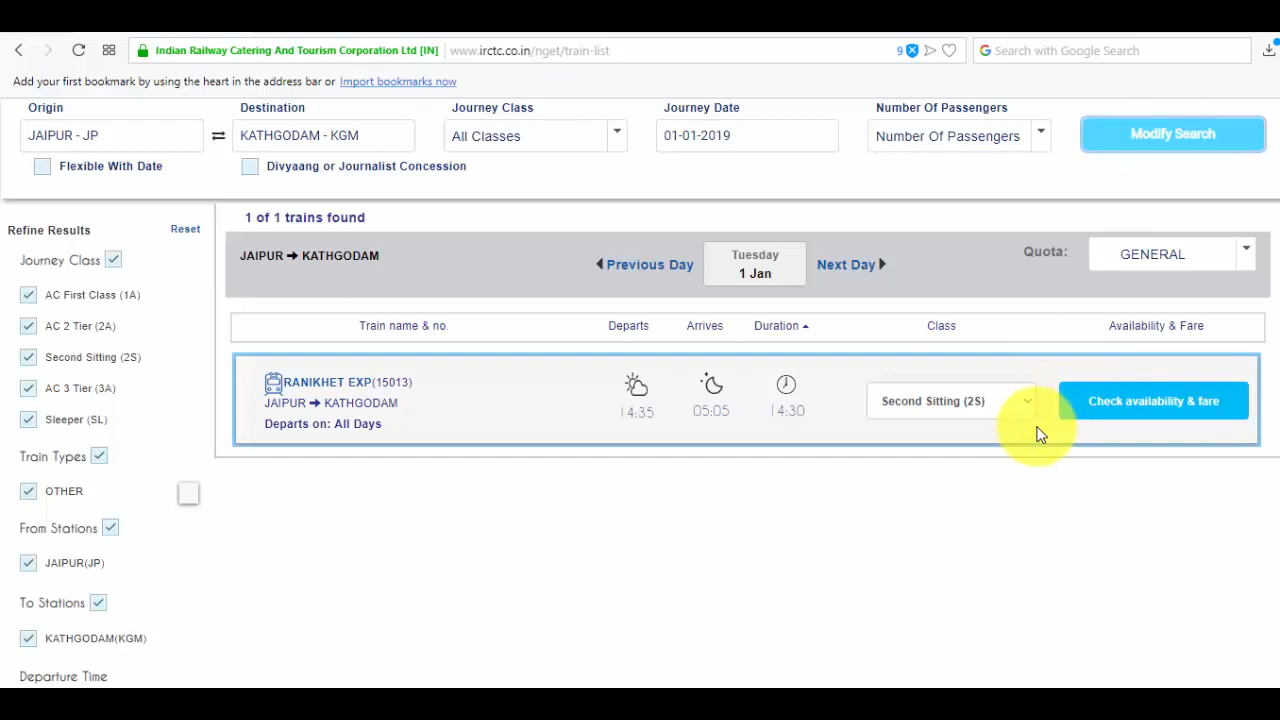 Indian Railway Catering And Tourism Corporation Ltd [IN] www.irctc.co.in/nget/train-list 9 Search with Google Search
Add your first bookmark by using the heart in the address bar or Import bookmarks now
Origin Destination Journey Class Journey Date Number Of Passengers
JAIPUR - JP KATHGODAM - KGM All Classes 01-01-2019 Number Of Passengers Modify Search
Flexible With Date Divyaang or Journalist Concession
1 of 1 trains found
Refine Results Reset
JAIPUR ➔ KATHGODAM Previous Day Tuesday 1 Jan Next Day Quota: GENERAL
Journey Class
AC First Class (1A)
AC 2 Tier (2A)
Second Sitting (2S)
AC 3 Tier (3A)
Sleeper (SL)
Train Types
OTHER
From Stations
JAIPUR(JP)
To Stations
KATHGODAM(KGM)
Departure Time
Train name & no. Departs Arrives Duration Class Availability & Fare
RANIKHET EXP(15013)
JAIPUR ➔ KATHGODAM 14:35 05:05 14:30 Second Sitting (2S) Check availability & fare
Departs on: All Days